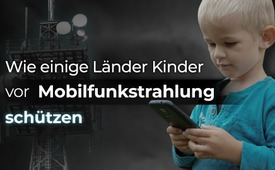 Wie einige Länder Kinder
vor Mobilfunkstrahlung
schützen